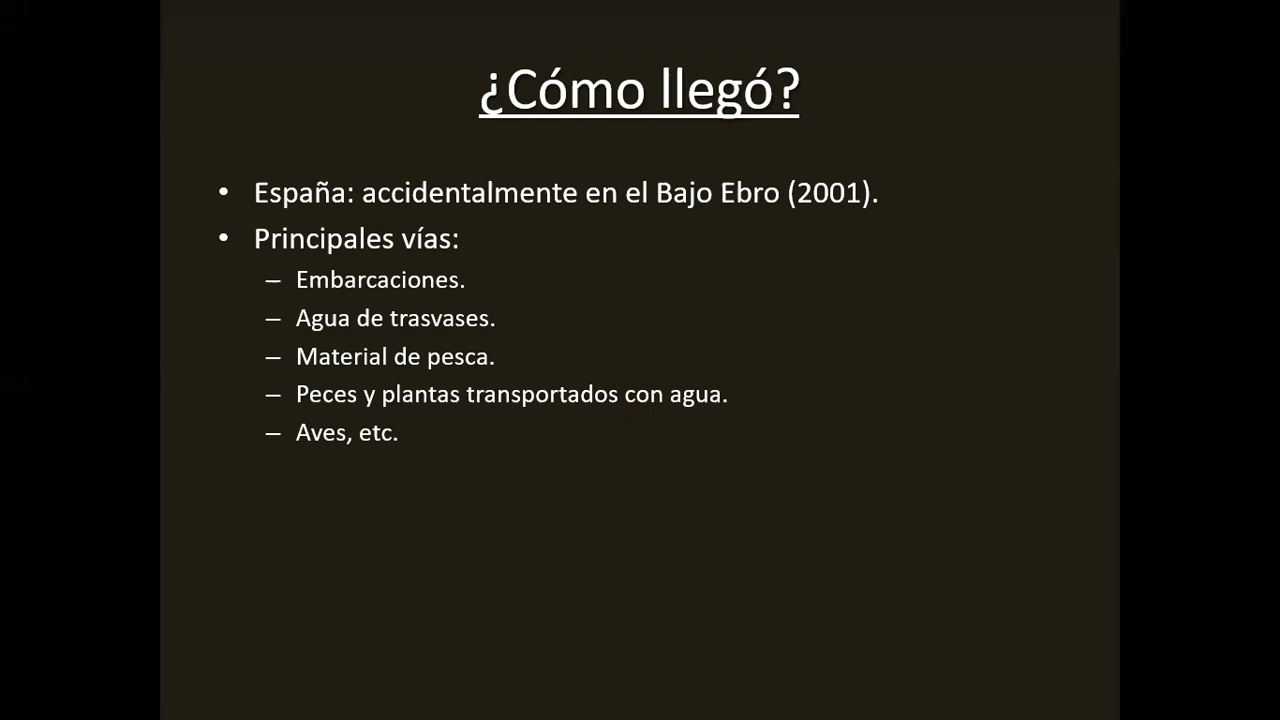 ¿Cómo llegó?
• España: accidentalmente en el Bajo Ebro (2001).
• Principales vías:
– Embarcaciones.
– Agua de trasvases.
– Material de pesca.
– Peces y plantas transportados con agua.
– Aves, etc.